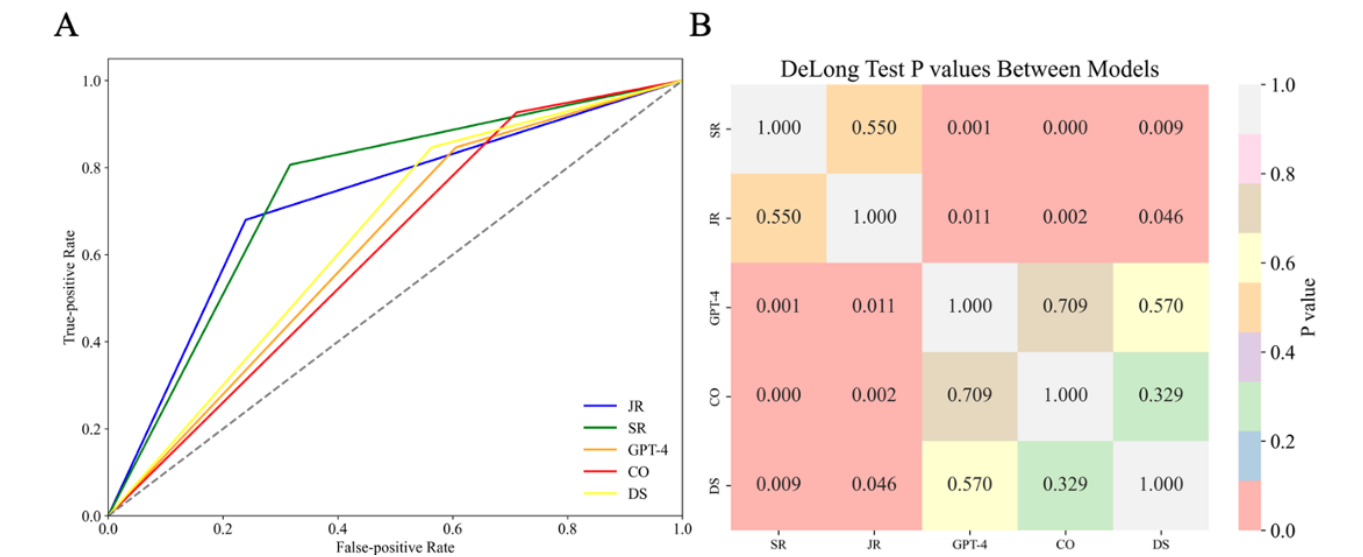 A
1.0
0.8
0.6
0.4
0.2
0.0
True-positive Rate
JR
SR
GPT-4
CO
DS
0.0 0.2 0.4 0.6 0.8 1.0
False-positive Rate
B
DeLong Test P values Between Models
SR 1.000 0.550 0.001 0.000 0.009
JR 0.550 1.000 0.011 0.002 0.046
GPT-4 0.001 0.011 1.000 0.709 0.570
CO 0.000 0.002 0.709 1.000 0.329
DS 0.009 0.046 0.570 0.329 1.000
SR JR GPT-4 CO DS
1.0
0.8
0.6
0.4
0.2
0.0
P value